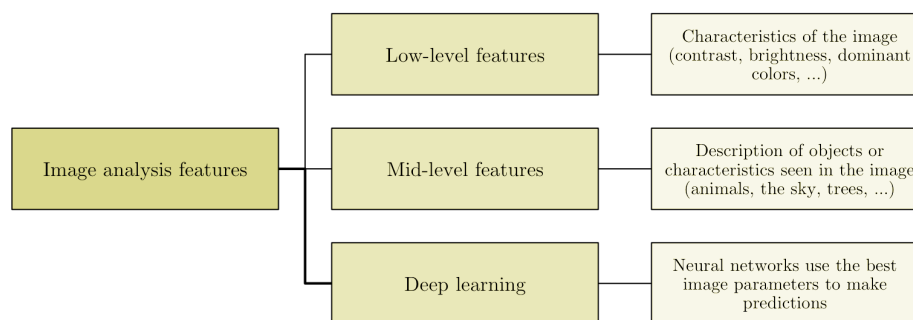 Image analysis features
Low-level features
Characteristics of the image
(contrast, brightness, dominant
colors, ...)
Mid-level features
Description of objects or
characteristics seen in the image
(animals, the sky, trees, ...)
Deep learning
Neural networks use the best
image parameters to make
predictions